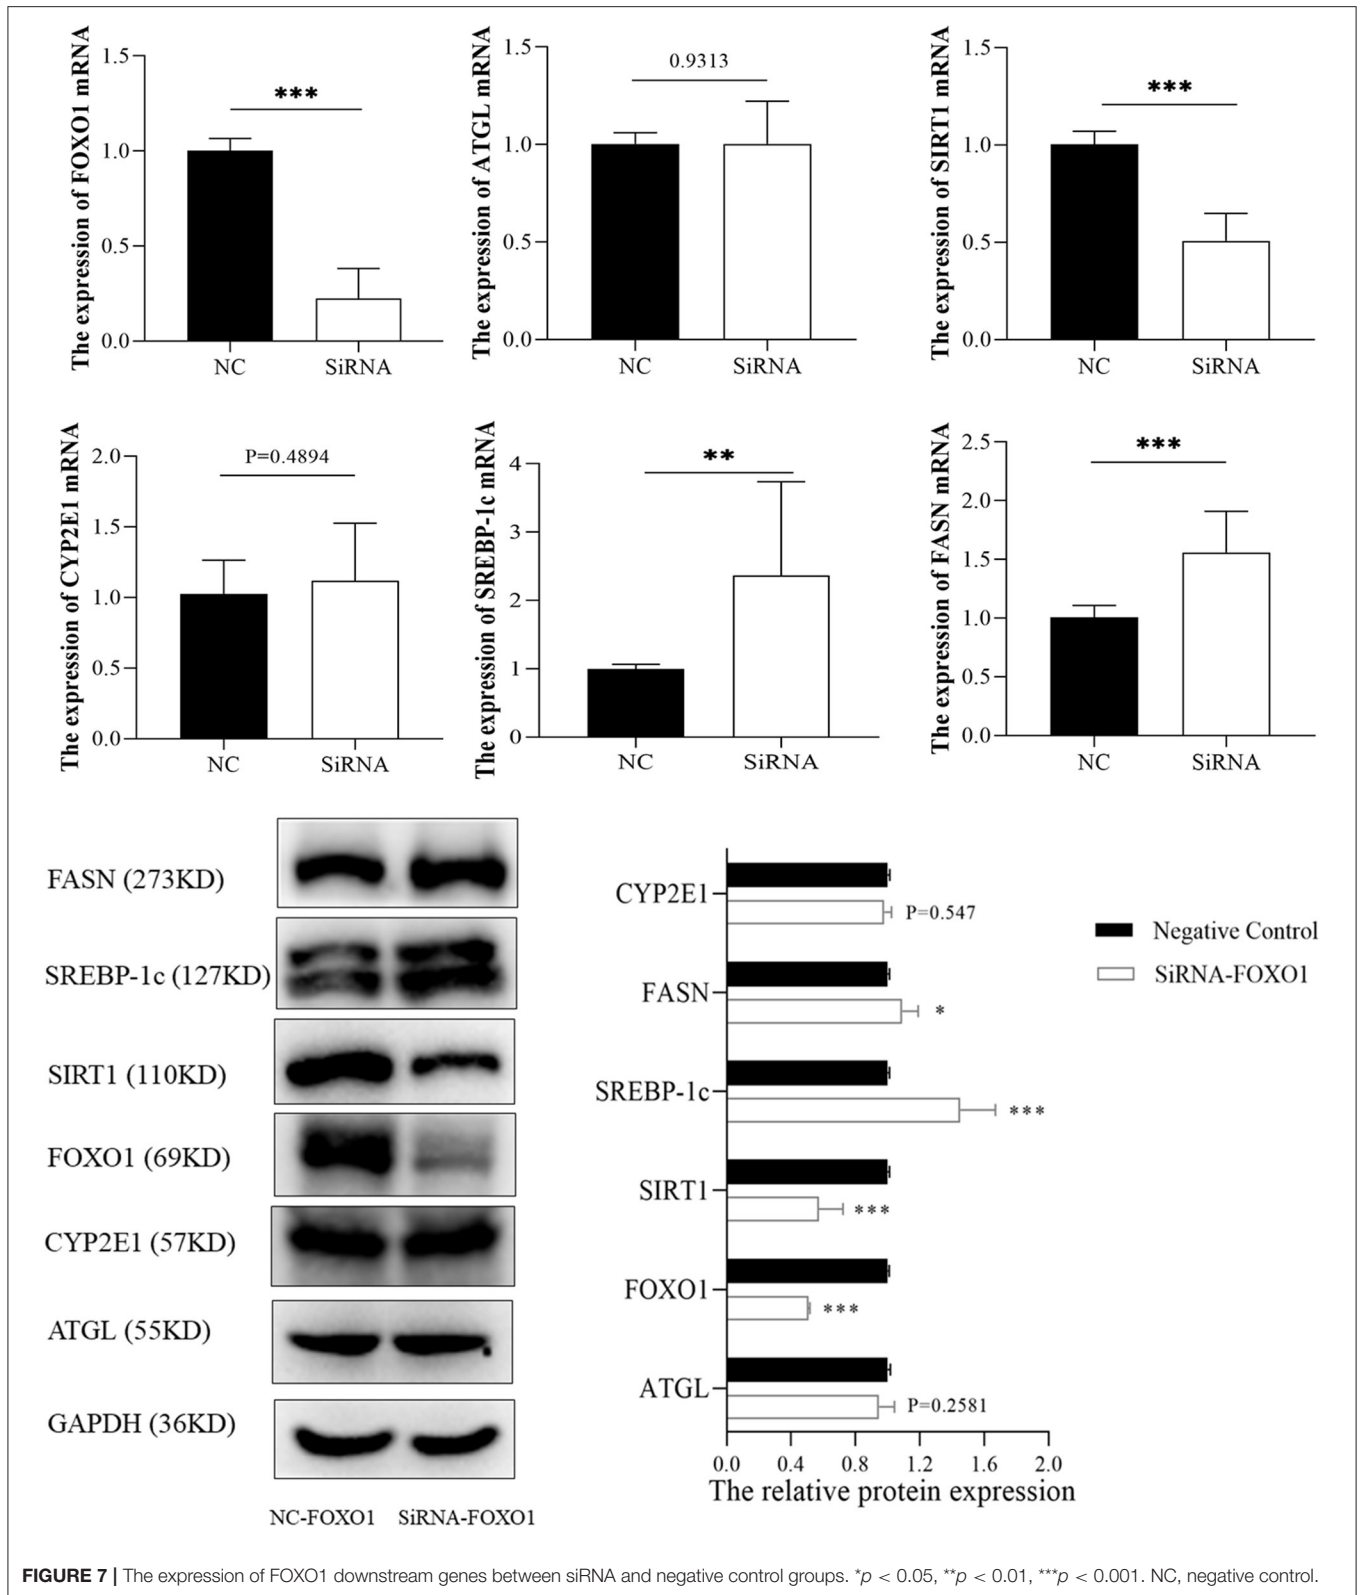 The expression of FOXO1 mRNA
1.5
1.0
0.5
0.0
***
NC
SiRNA
The expression of ATGL mRNA
1.5
1.0
0.5
0.0
0.9313
NC
SiRNA
The expression of SIRT1 mRNA
1.5
1.0
0.5
0.0
***
NC
SiRNA
The expression of CYP2E1 mRNA
2.0
1.5
1.0
0.5
0.0
P=0.4894
NC
SiRNA
The expression of SREBP-1c mRNA
4
3
2
1
0
**
NC
SiRNA
The expression of FASN mRNA
2.5
2.0
1.5
1.0
0.5
0.0
***
NC
SiRNA
FASN (273KD)
SREBP-1c (127KD)
SIRT1 (110KD)
FOXO1 (69KD)
CYP2E1 (57KD)
ATGL (55KD)
GAPDH (36KD)
NC-FOXO1 SiRNA-FOXO1
CYP2E1
P=0.547
FASN
*
SREBP-1c
***
SIRT1
***
FOXO1
***
ATGL
P=0.2581
0.0 0.4 0.8 1.2 1.6 2.0
The relative protein expression
Negative Control
SiRNA-FOXO1
FIGURE 7 | The expression of FOXO1 downstream genes between siRNA and negative control groups. *p < 0.05, **p < 0.01, ***p < 0.001. NC, negative control.